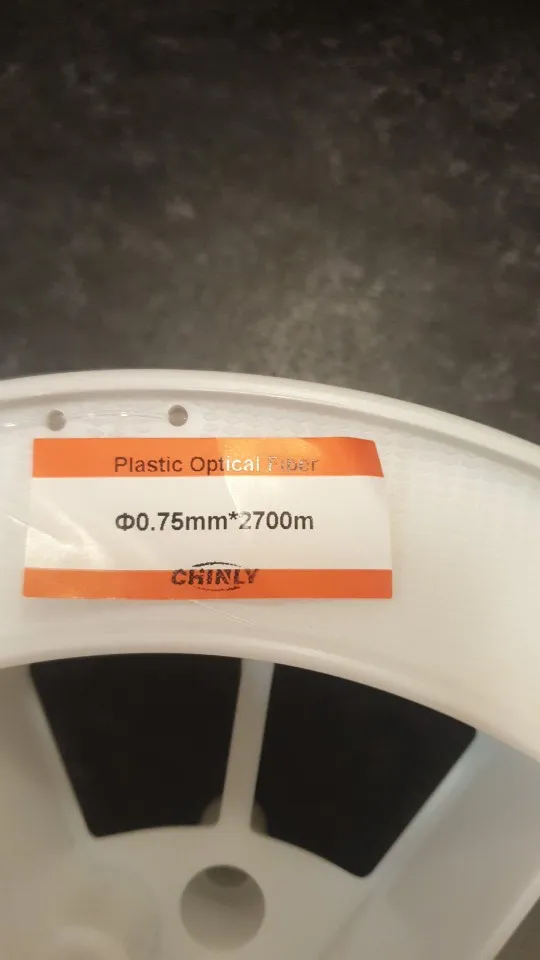 Plastic Optical Fiber
Φ0.75mm*2700m
CHINLY